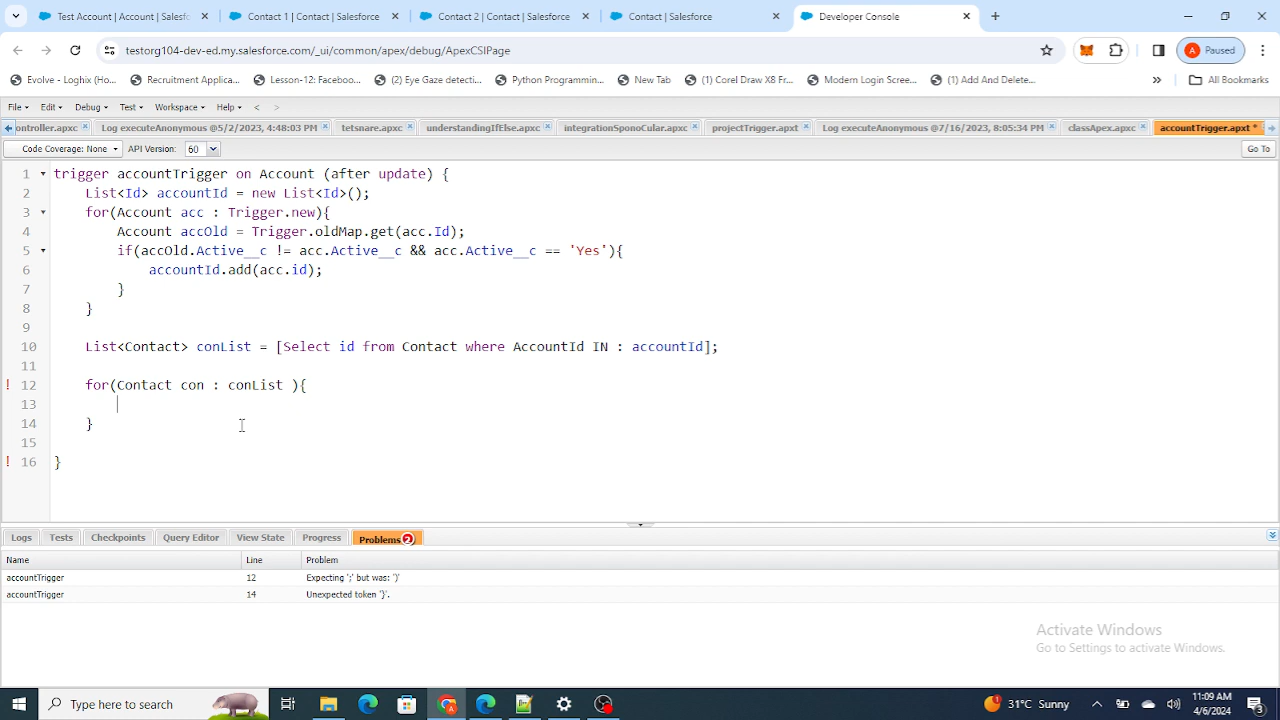 Test Account | Account | Salesf
Contact 1 | Contact | Salesforce
Contact 2 | Contact | Salesforce
Contact | Salesforce
Developer Console
testorg104-dev-ed.my.salesforce.com/_ui/common/apex/debug/ApexCSIPage
A Paused
Evolve - Loghix (Ho...
Recruitment Applica...
Lesson-12: Faceboo...
(2) Eye Gaze detecti...
Python Programmin...
New Tab
(1) Corel Draw X8 Fr...
Modern Login Scree...
(1) Add And Delete...
All Bookmarks
File Edit Debug Test Workspace Help < >
ontroller.apxc
Log executeAnonymous @5/2/2023, 4:48:03 PM
tetsnare.apxc
understandingIfElse.apxc
integrationSponoCular.apxc
projectTrigger.apxt
Log executeAnonymous @7/16/2023, 8:05:34 PM
classApex.apxc
accountTrigger.apxt *
Code Coverage: None API Version: 60 Go To
1 trigger accountTrigger on Account (after update) {
2 List<Id> accountId = new List<Id>();
3 for(Account acc : Trigger.new){
4 Account accOld = Trigger.oldMap.get(acc.Id);
5 if(accOld.Active__c != acc.Active__c && acc.Active__c == 'Yes'){
6 accountId.add(acc.id);
7 }
8 }
9
10 List<Contact> conList = [Select id from Contact where AccountId IN : accountId];
11
! 12 for(Contact con : conList ){
13
14 }
15
! 16 }
Logs Tests Checkpoints Query Editor View State Progress Problems 2
Name Line Problem
accountTrigger 12 Expecting ';' but was: ')'
accountTrigger 14 Unexpected token '}'.
Activate Windows
Go to Settings to activate Windows.
Type here to search
31°C Sunny
11:09 AM
4/6/2024
3